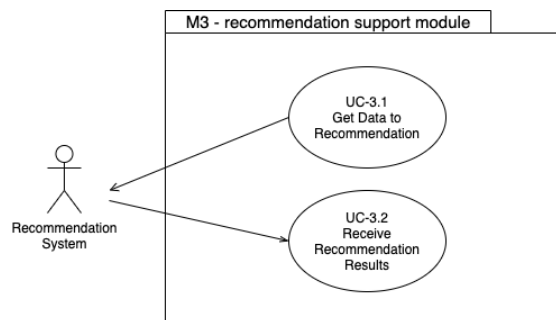 M3 - recommendation support module
UC-3.1
Get Data to
Recommendation
Recommendation
System
UC-3.2
Receive
Recommendation
Results